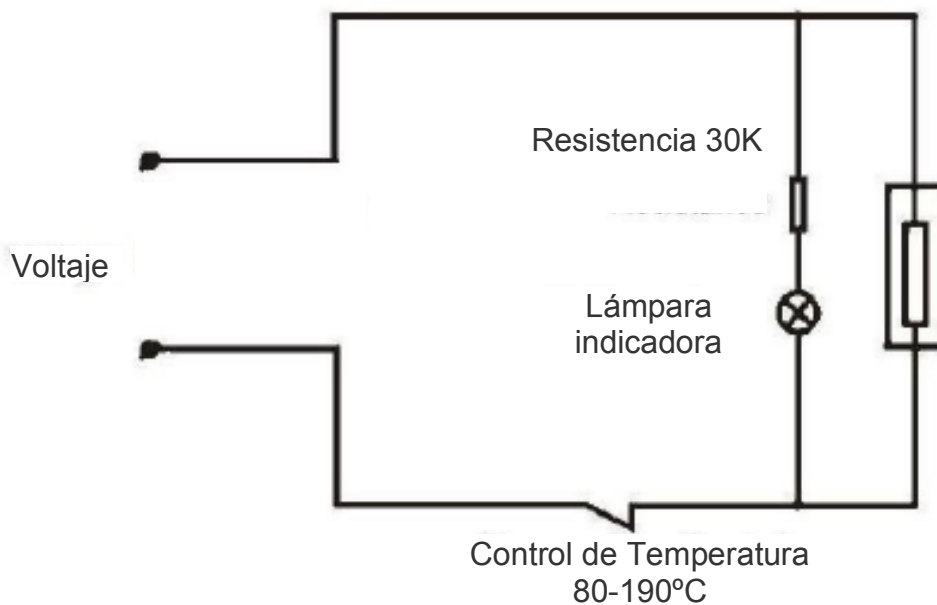 Resistencia 30K
Voltaje
Lámpara
indicadora
Control de Temperatura
80-190ºC